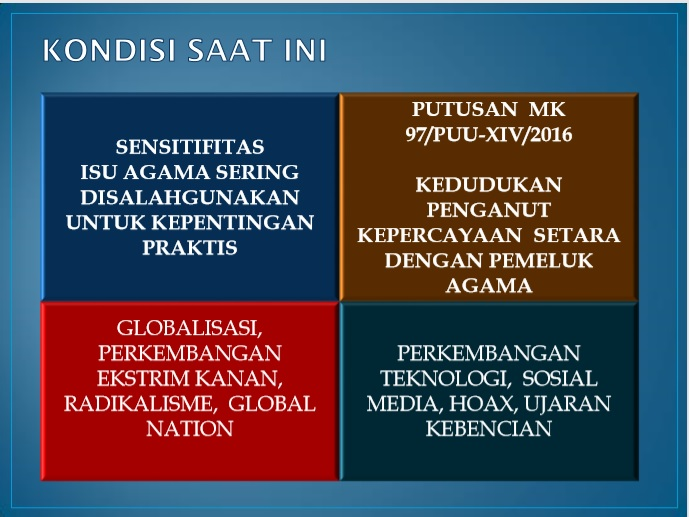 KONDISI SAAT INI
SENSITIFITAS
ISU AGAMA SERING
DISALAHGUNAKAN
UNTUK KEPENTINGAN
PRAKTIS
PUTUSAN MK
97/PUU-XIV/2016
KEDUDUKAN
PENGANUT
KEPERCAYAAN SETARA
DENGAN PEMELUK
AGAMA
GLOBALISASI,
PERKEMBANGAN
EKSTRIM KANAN,
RADIKALISME, GLOBAL
NATION
PERKEMBANGAN
TEKNOLOGI, SOSIAL
MEDIA, HOAX, UJARAN
KEBENCIAN